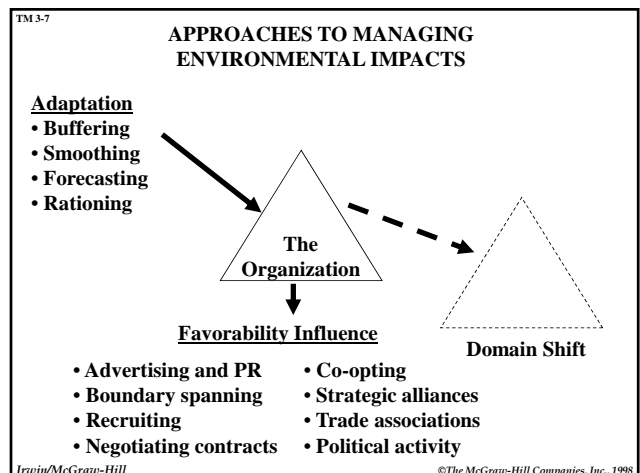 TM 3-7
APPROACHES TO MANAGING
ENVIRONMENTAL IMPACTS
Adaptation
• Buffering
• Smoothing
• Forecasting
• Rationing
The
Organization
Domain Shift
Favorability Influence
• Advertising and PR
• Boundary spanning
• Recruiting
• Negotiating contracts
• Co-opting
• Strategic alliances
• Trade associations
• Political activity
Irwin/McGraw-Hill
©The McGraw-Hill Companies, Inc., 1998